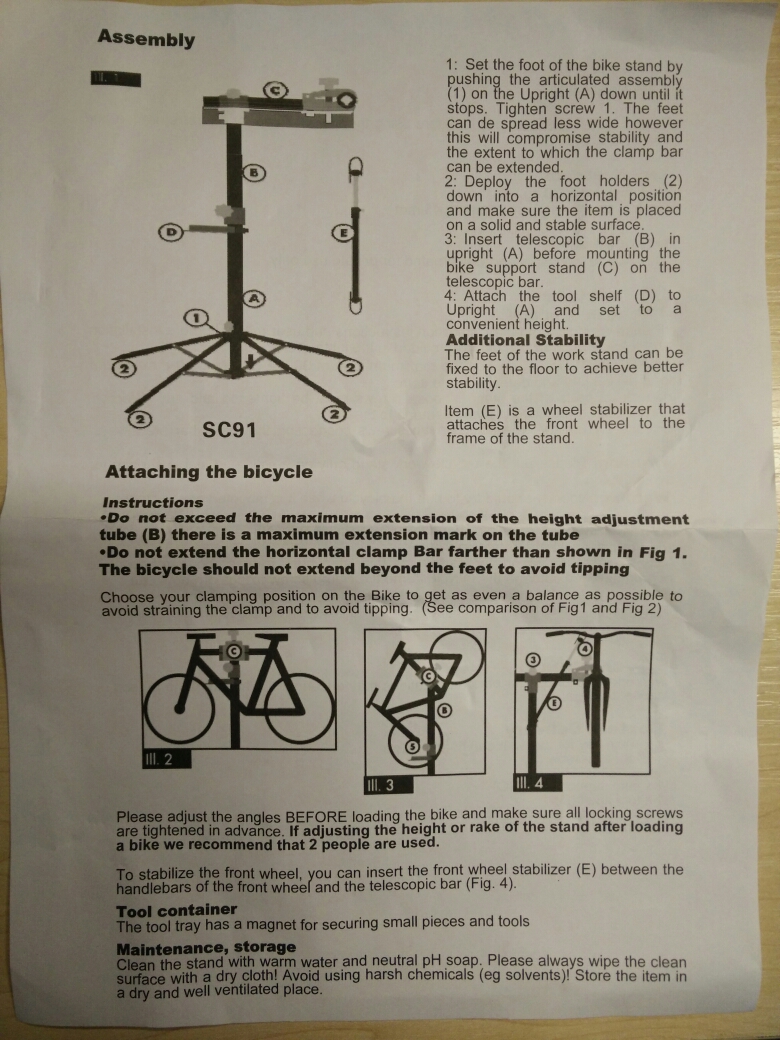 Assembly
Ill. 1
C
B
D
E
A
1
2
2
2
2
SC91
1: Set the foot of the bike stand by
pushing the articulated assembly
(1) on the Upright (A) down until it
stops. Tighten screw 1. The feet
can de spread less wide however
this will compromise stability and
the extent to which the clamp bar
can be extended.
2: Deploy the foot holders (2)
down into a horizontal position
and make sure the item is placed
on a solid and stable surface.
3: Insert telescopic bar (B) in
upright (A) before mounting the
bike support stand (C) on the
telescopic bar.
4: Attach the tool shelf (D) to
Upright (A) and set to a
convenient height.
Additional Stability
The feet of the work stand can be
fixed to the floor to achieve better
stability.
Item (E) is a wheel stabilizer that
attaches the front wheel to the
frame of the stand.
Attaching the bicycle
Instructions
•Do not exceed the maximum extension of the height adjustment
tube (B) there is a maximum extension mark on the tube
•Do not extend the horizontal clamp Bar farther than shown in Fig 1.
The bicycle should not extend beyond the feet to avoid tipping
Choose your clamping position on the Bike to get as even a balance as possible to
avoid straining the clamp and to avoid tipping. (See comparison of Fig1 and Fig 2)
C
Ill. 2
C
B
5
Ill. 3
3
4
E
Ill. 4
Please adjust the angles BEFORE loading the bike and make sure all locking screws
are tightened in advance. If adjusting the height or rake of the stand after loading
a bike we recommend that 2 people are used.
To stabilize the front wheel, you can insert the front wheel stabilizer (E) between the
handlebars of the front wheel and the telescopic bar (Fig. 4).
Tool container
The tool tray has a magnet for securing small pieces and tools
Maintenance, storage
Clean the stand with warm water and neutral pH soap. Please always wipe the clean
surface with a dry cloth! Avoid using harsh chemicals (eg solvents)! Store the item in
a dry and well ventilated place.